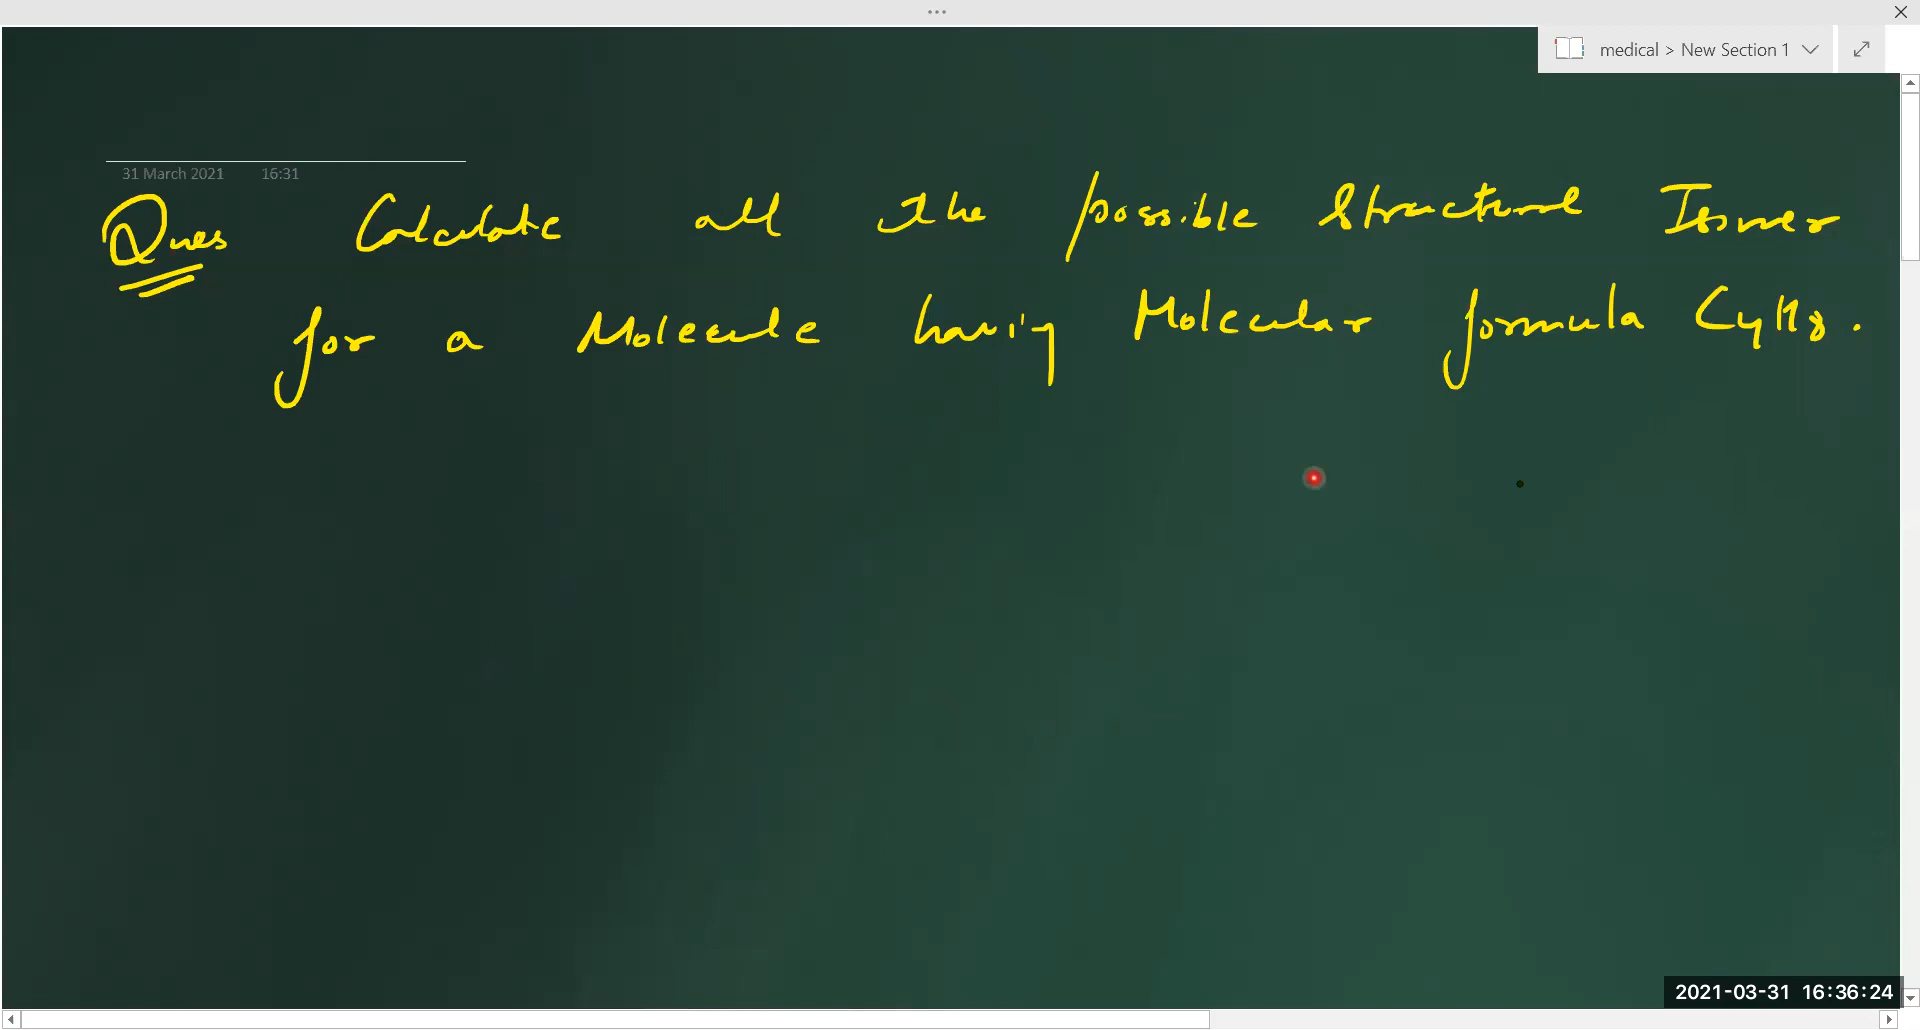 medical > New Section 1
31 March 2021 16:31
Ques Calculate all the possible Structural Isomer
for a Molecule having Molecular formula C4H8.
2021-03-31 16:36:24